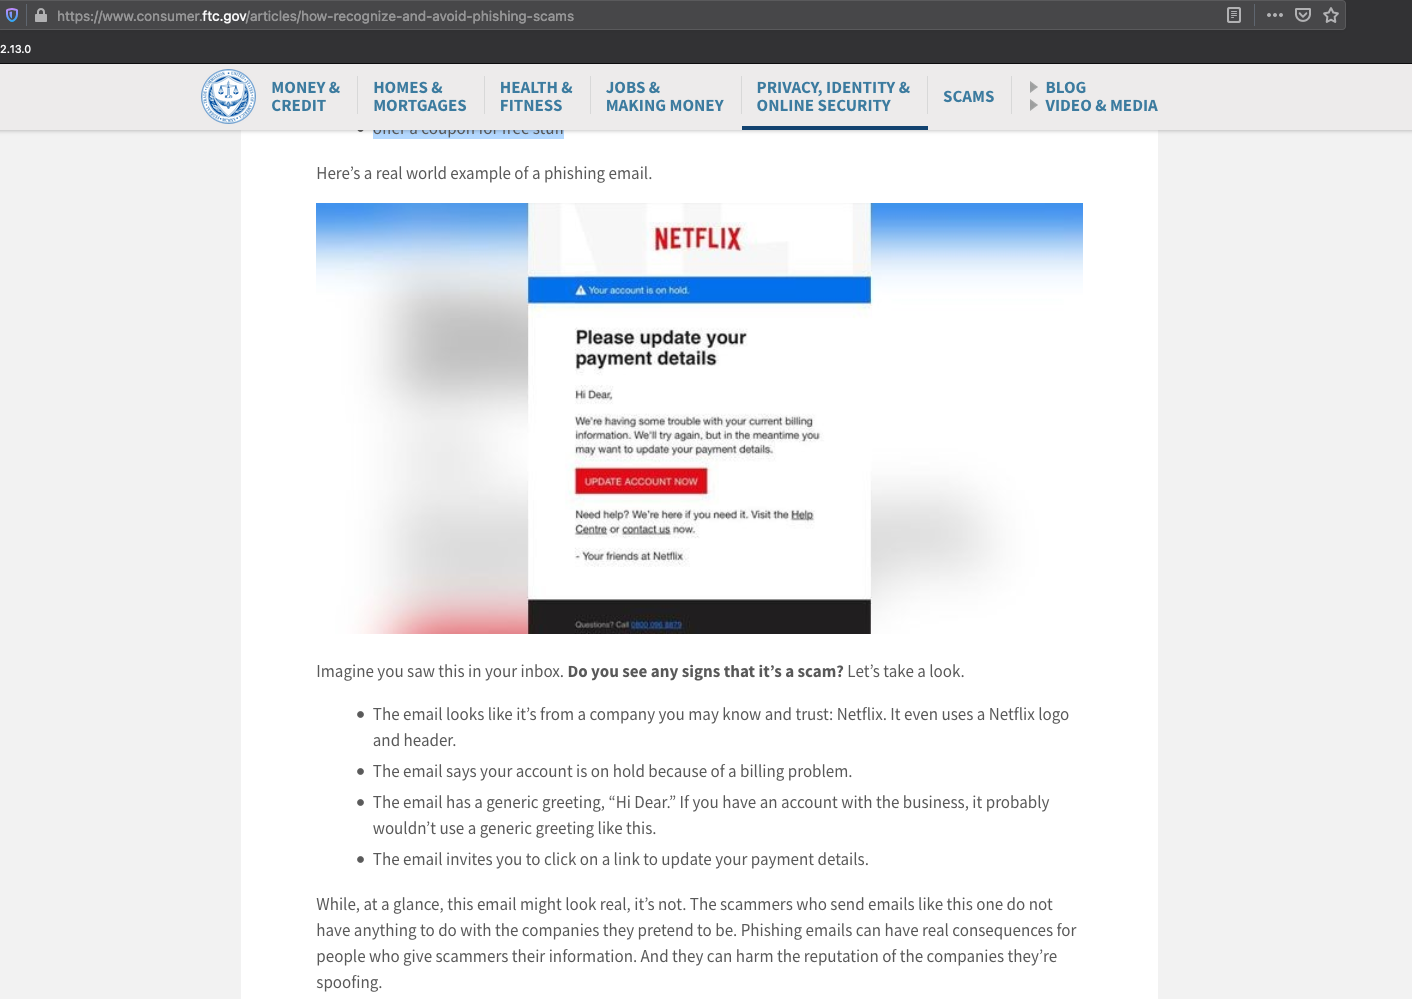 https://www.consumer.ftc.gov/articles/how-recognize-and-avoid-phishing-scams
2.13.0
MONEY &
CREDIT
HOMES &
MORTGAGES
HEALTH &
FITNESS
JOBS &
MAKING MONEY
PRIVACY, IDENTITY &
ONLINE SECURITY
SCAMS
BLOG
VIDEO & MEDIA
offer a coupon for free stuff
Here’s a real world example of a phishing email.
NETFLIX
Your account is on hold.
Please update your
payment details
Hi Dear,
We're having some trouble with your current billing
information. We'll try again, but in the meantime you
may want to update your payment details.
UPDATE ACCOUNT NOW
Need help? We're here if you need it. Visit the Help
Centre or contact us now.
- Your friends at Netflix
Questions? Call 0800 096 8879
Imagine you saw this in your inbox. Do you see any signs that it’s a scam? Let’s take a look.
• The email looks like it’s from a company you may know and trust: Netflix. It even uses a Netflix logo
and header.
• The email says your account is on hold because of a billing problem.
• The email has a generic greeting, “Hi Dear.” If you have an account with the business, it probably
wouldn’t use a generic greeting like this.
• The email invites you to click on a link to update your payment details.
While, at a glance, this email might look real, it’s not. The scammers who send emails like this one do not
have anything to do with the companies they pretend to be. Phishing emails can have real consequences for
people who give scammers their information. And they can harm the reputation of the companies they’re
spoofing.